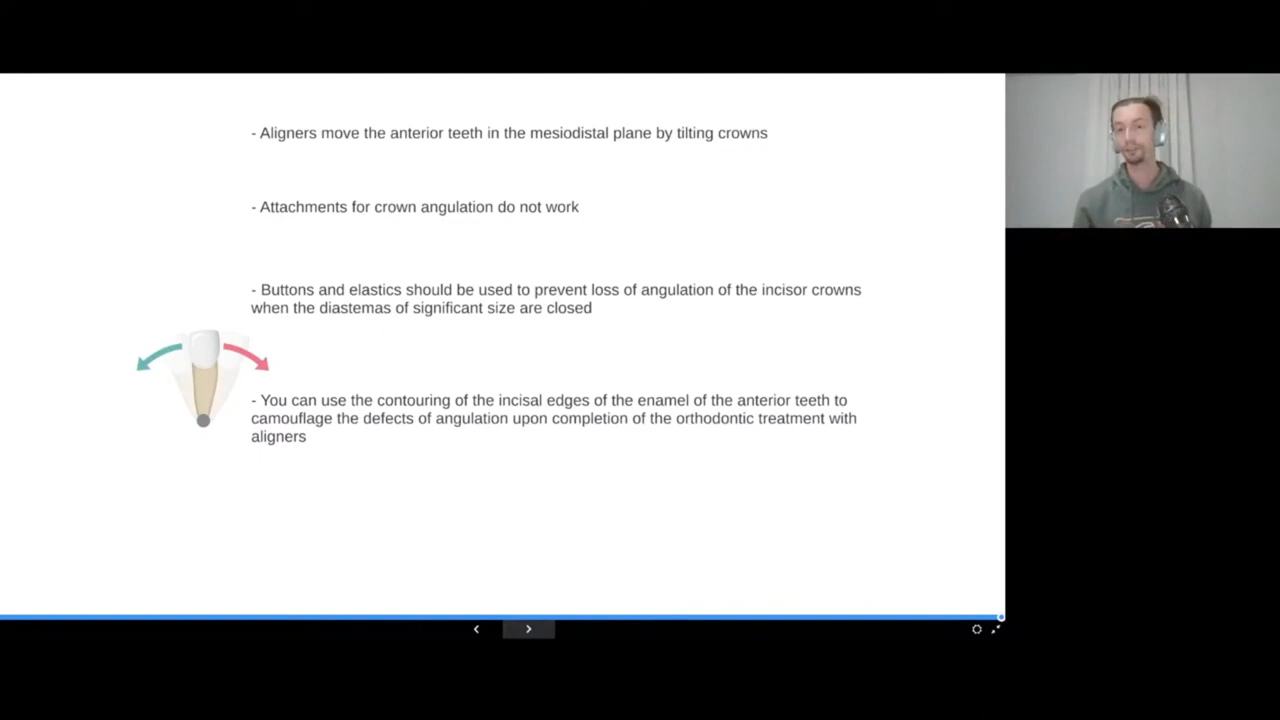 - Aligners move the anterior teeth in the mesiodistal plane by tilting crowns
- Attachments for crown angulation do not work
- Buttons and elastics should be used to prevent loss of angulation of the incisor crowns
when the diastemas of significant size are closed
- You can use the contouring of the incisal edges of the enamel of the anterior teeth to
camouflage the defects of angulation upon completion of the orthodontic treatment with
aligners